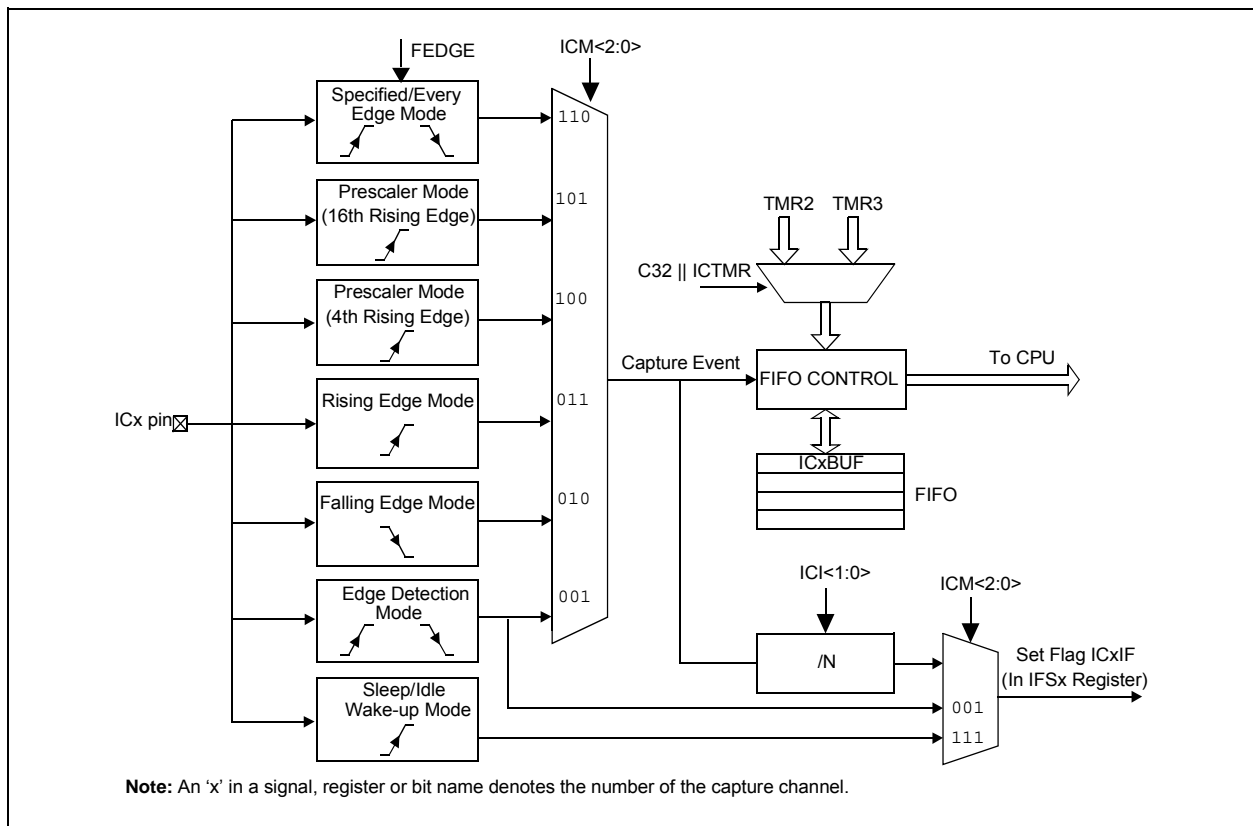 FEDGE
ICM<2:0>
Specified/Every
Edge Mode
110
Prescaler Mode
(16th Rising Edge)
101
TMR2
TMR3
C32 || ICTMR
Prescaler Mode
(4th Rising Edge)
100
Capture Event
FIFO CONTROL
To CPU
ICx pin
Rising Edge Mode
011
ICxBUF
FIFO
Falling Edge Mode
010
ICI<1:0>
ICM<2:0>
Edge Detection
Mode
001
/N
Set Flag ICxIF
(In IFSx Register)
Sleep/Idle
Wake-up Mode
001
111
Note: An ‘x’ in a signal, register or bit name denotes the number of the capture channel.